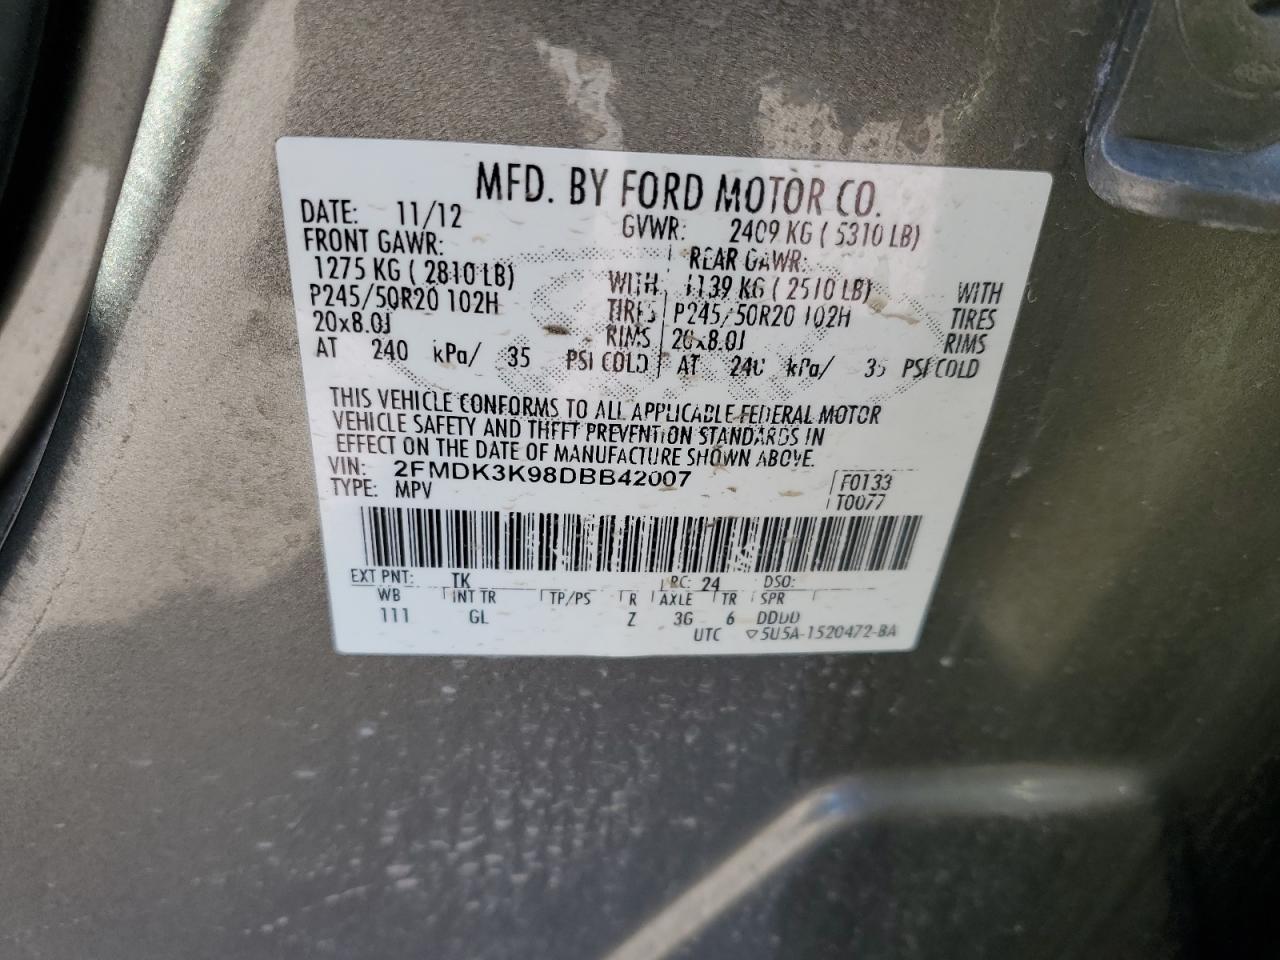 MFD. BY FORD MOTOR CO.
DATE: 11/12 GVWR: 2409 KG ( 5310 LB)
FRONT GAWR: REAR GAWR:
1275 KG ( 2810 LB) WITH 1139 KG ( 2510 LB) WITH
P245/50R20 102H TIRES P245/50R20 102H TIRES
20x8.0J RIMS 20x8.0J RIMS
AT 240 kPa/ 35 PSI COLD AT 240 kPa/ 35 PSI COLD
THIS VEHICLE CONFORMS TO ALL APPLICABLE FEDERAL MOTOR
VEHICLE SAFETY AND THEFT PREVENTION STANDARDS IN
EFFECT ON THE DATE OF MANUFACTURE SHOWN ABOVE.
VIN: 2FMDK3K98DBB42007 F0133
TYPE: MPV T0077
EXT PNT: TK RC: 24 DSO:
WB INT TR TP/PS R AXLE TR SPR
111 GL Z 3G 6 DDDD
UTC ▽5U5A-1520472-BA